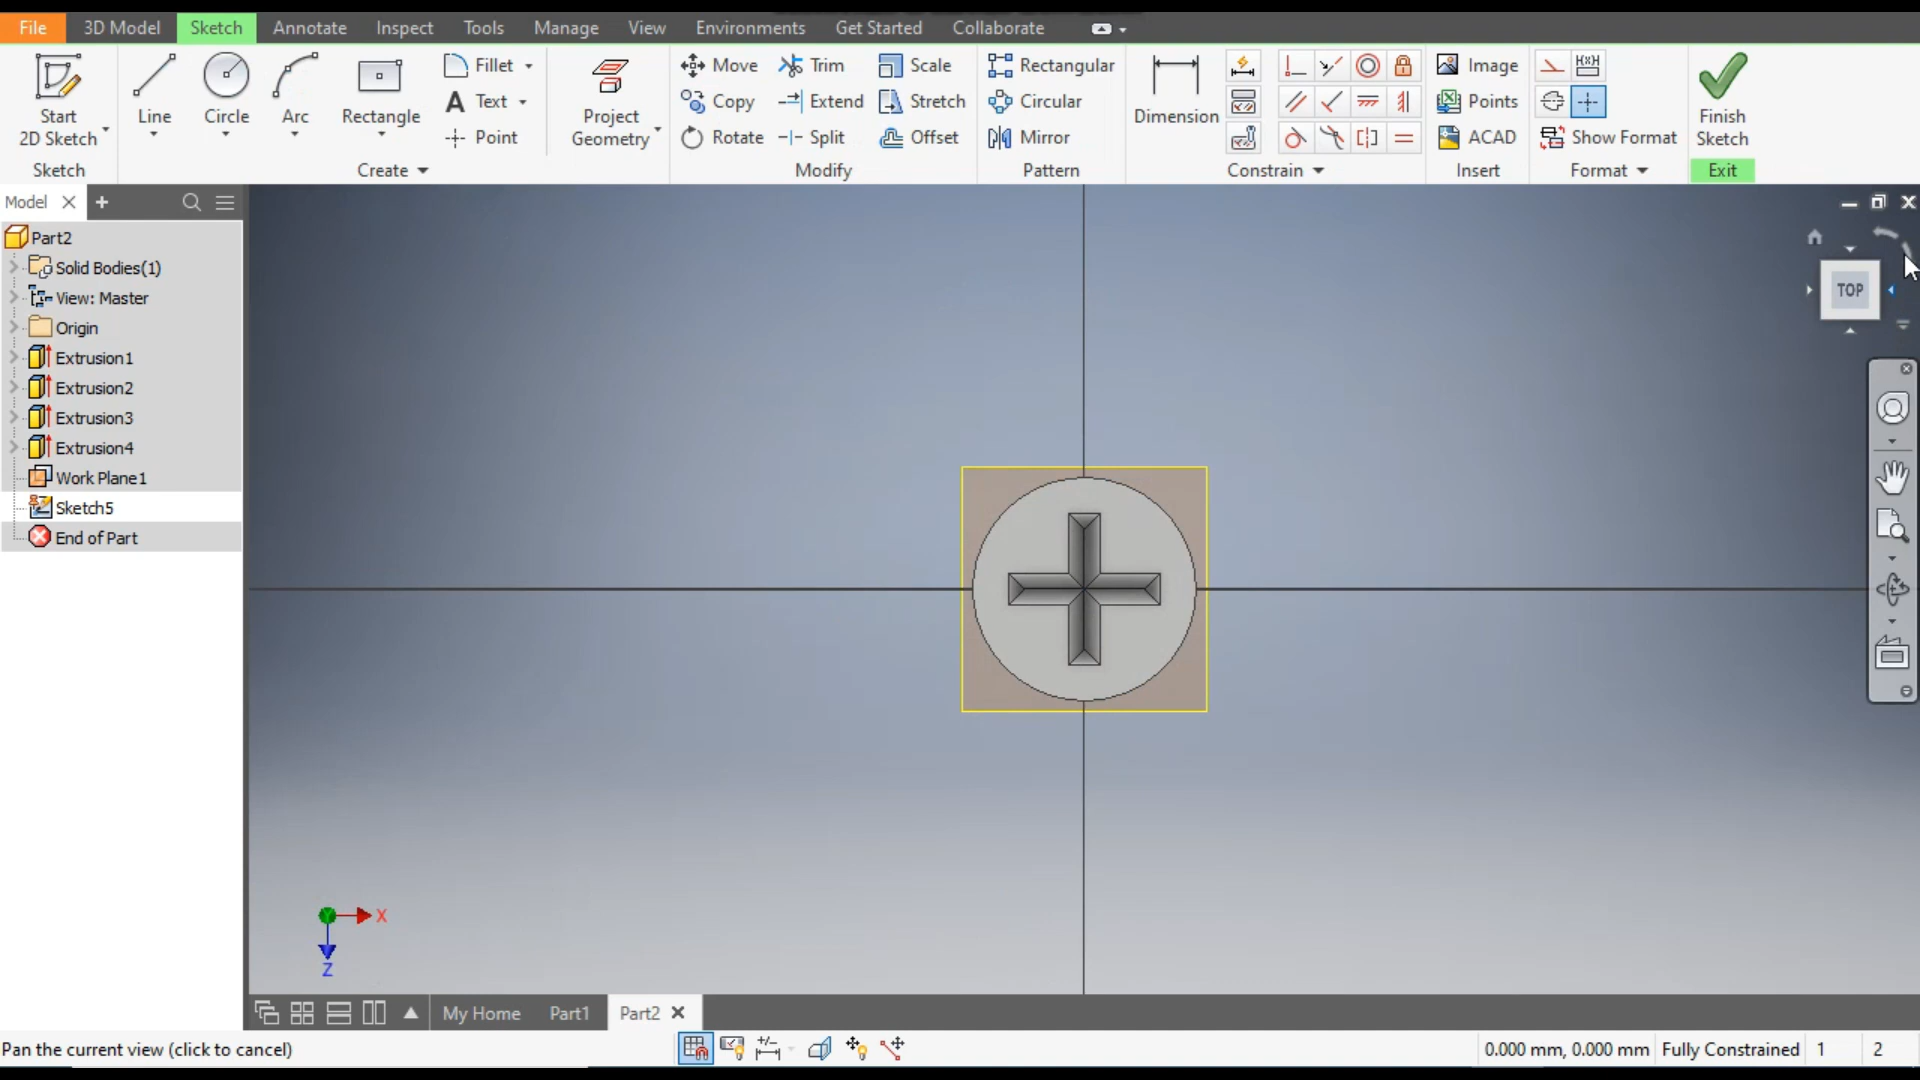 File 3D Model Sketch Annotate Inspect Tools Manage View Environments Get Started Collaborate
Start
2D Sketch
Line
Circle
Arc
Rectangle
Fillet
Text
Point
Project
Geometry
Move
Copy
Rotate
Trim
Extend
Split
Scale
Stretch
Offset
Rectangular
Circular
Mirror
Dimension
Image
Points
ACAD
Show Format
Finish
Sketch
Sketch Create Modify Pattern Constrain Insert Format Exit
Model
Part2
Solid Bodies(1)
View: Master
Origin
Extrusion1
Extrusion2
Extrusion3
Extrusion4
Work Plane1
Sketch5
End of Part
TOP
X
Z
My Home Part1 Part2
Pan the current view (click to cancel)
0.000 mm, 0.000 mm Fully Constrained 1 2